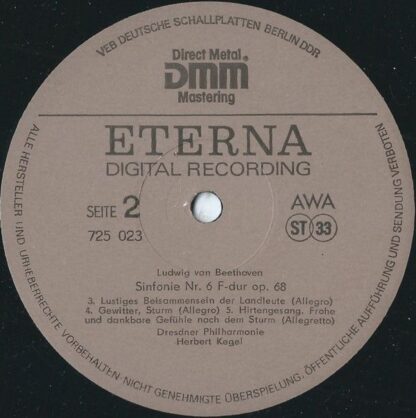 VEB DEUTSCHE SCHALLPLATTEN BERLIN DDR
Direct Metal
DMM®
Mastering
ETERNA
DIGITAL RECORDING
SEITE 2
725 023
AWA
ST 33
Ludwig van Beethoven
Sinfonie Nr. 6 F-dur op. 68
3. Lustiges Beisammensein der Landleute (Allegro)
4. Gewitter, Sturm (Allegro) 5. Hirtengesang. Frohe
und dankbare Gefühle nach dem Sturm (Allegretto)
Dresdner Philharmonie
Herbert Kegel
ALLE HERSTELLER- UND URHEBERRECHTE VORBEHALTEN NICHT GENEHMIGTE ÜBERSPIELUNG, ÖFFENTLICHE AUFFÜHRUNG UND SENDUNG VERBOTEN